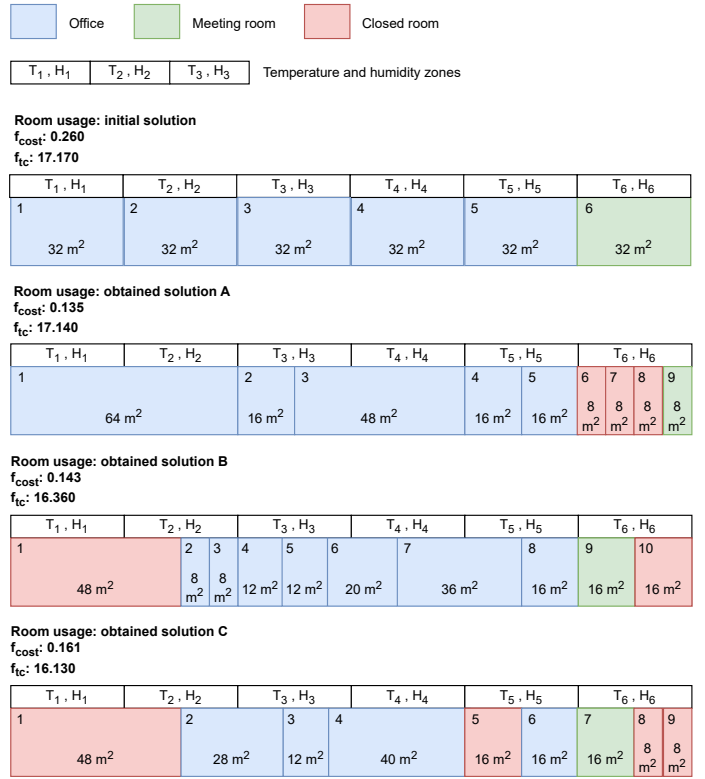 Office Meeting room Closed room
T1 , H1 T2 , H2 T3 , H3 Temperature and humidity zones
Room usage: initial solution
fcost: 0.260
ftc: 17.170
T1 , H1 T2 , H2 T3 , H3 T4 , H4 T5 , H5 T6 , H6
1 2 3 4 5 6
32 m2 32 m2 32 m2 32 m2 32 m2 32 m2
Room usage: obtained solution A
fcost: 0.135
ftc: 17.140
T1 , H1 T2 , H2 T3 , H3 T4 , H4 T5 , H5 T6 , H6
1 2 3 4 5 6 7 8 9
64 m2 16 m2 48 m2 16 m2 16 m2 8 m2 8 m2 8 m2 8 m2
Room usage: obtained solution B
fcost: 0.143
ftc: 16.360
T1 , H1 T2 , H2 T3 , H3 T4 , H4 T5 , H5 T6 , H6
1 2 3 4 5 6 7 8 9 10
48 m2 8 m2 8 m2 12 m2 12 m2 20 m2 36 m2 16 m2 16 m2 16 m2
Room usage: obtained solution C
fcost: 0.161
ftc: 16.130
T1 , H1 T2 , H2 T3 , H3 T4 , H4 T5 , H5 T6 , H6
1 2 3 4 5 6 7 8 9
48 m2 28 m2 12 m2 40 m2 16 m2 16 m2 16 m2 8 m2 8 m2